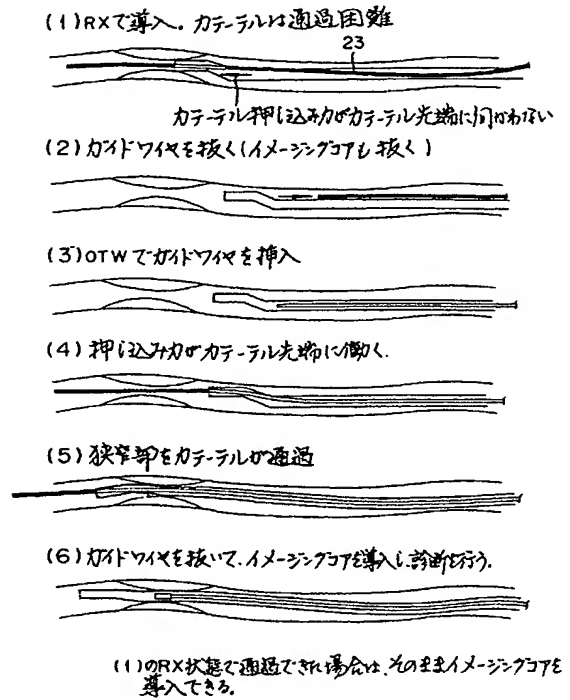 (1)RXで導入。カテーテルは通過困難
23
カテーテル押し込み力がカテーテル先端に向かわない
(2)ガイドワイヤを抜く(イメージングコアも抜く)
(3)OTWでガイドワイヤを挿入
(4)押し込み力がカテーテル先端に働く.
(5)狭窄部をカテーテルが通過
(6)ガイドワイヤを抜いて、イメージングコアを導入し診断を行う.
(1)のRX状態で通過できれば場合は、そのままイメージングコアを
導入できる。